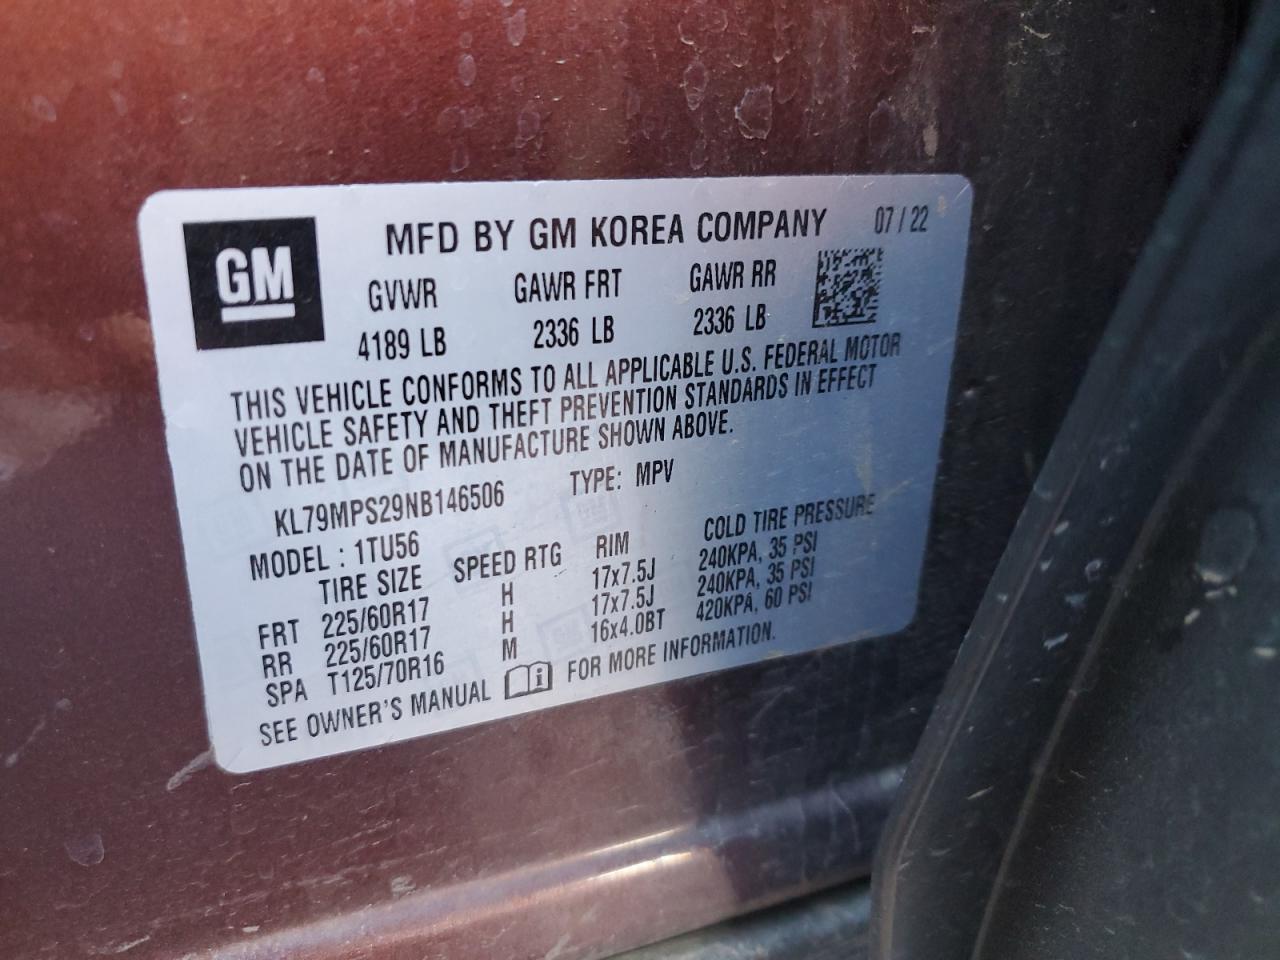 GM
MFD BY GM KOREA COMPANY 07/22
GVWR GAWR FRT GAWR RR
4189 LB 2336 LB 2336 LB
THIS VEHICLE CONFORMS TO ALL APPLICABLE U.S. FEDERAL MOTOR
VEHICLE SAFETY AND THEFT PREVENTION STANDARDS IN EFFECT
ON THE DATE OF MANUFACTURE SHOWN ABOVE.
KL79MPS29NB146506 TYPE: MPV
MODEL : 1TU56
TIRE SIZE SPEED RTG RIM COLD TIRE PRESSURE
FRT 225/60R17 H 17x7.5J 240KPA, 35 PSI
RR 225/60R17 H 17x7.5J 240KPA, 35 PSI
SPA T125/70R16 M 16x4.0BT 420KPA, 60 PSI
SEE OWNER'S MANUAL i FOR MORE INFORMATION.